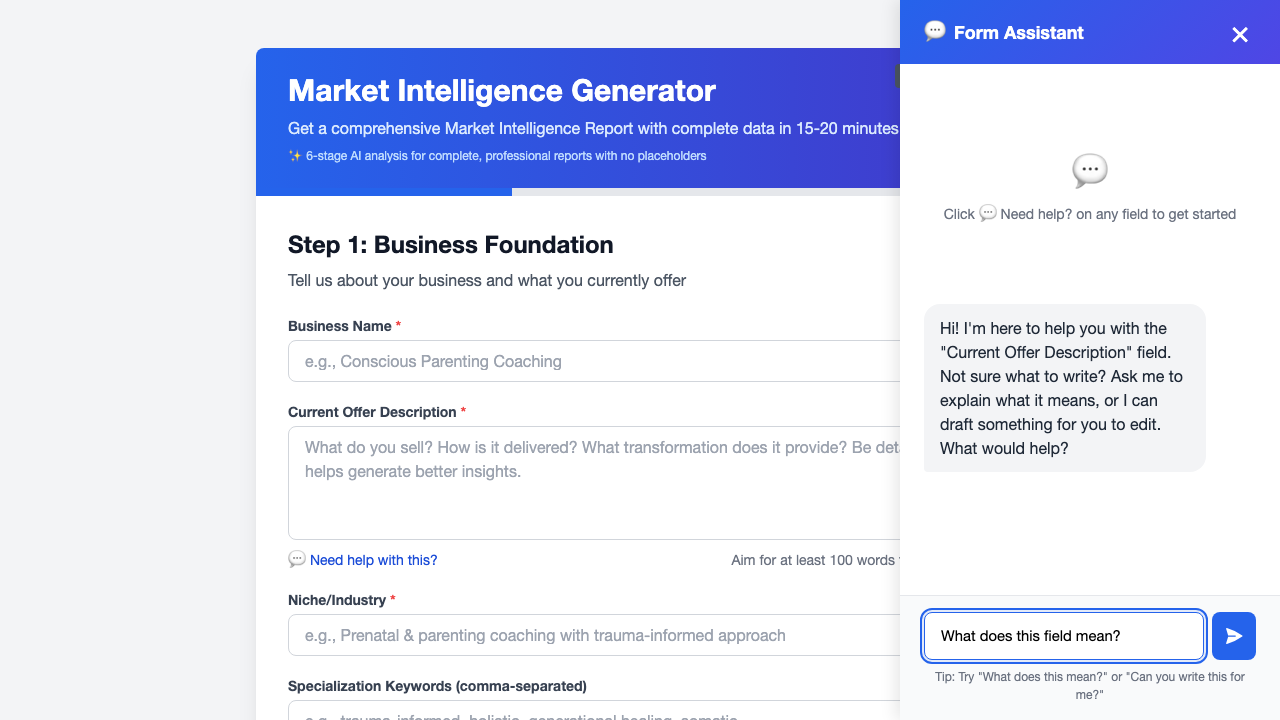 Market Intelligence Generator
Get a comprehensive Market Intelligence Report with complete data in 15-20 minutes
✨ 6-stage AI analysis for complete, professional reports with no placeholders
Step 1: Business Foundation
Tell us about your business and what you currently offer
Business Name *
e.g., Conscious Parenting Coaching
Current Offer Description *
What do you sell? How is it delivered? What transformation does it provide? Be
helps generate better insights.
💬 Need help with this?
Aim for at least 100 words
Niche/Industry *
e.g., Prenatal & parenting coaching with trauma-informed approach
Specialization Keywords (comma-separated)
e.g., trauma-informed, holistic, generational healing, somatic
💬 Form Assistant
Click 💬 Need help? on any field to get started
Hi! I'm here to help you with the
"Current Offer Description" field.
Not sure what to write? Ask me to
explain what it means, or I can
draft something for you to edit.
What would help?
What does this field mean?
Tip: Try "What does this mean?" or "Can you write this for
me?"